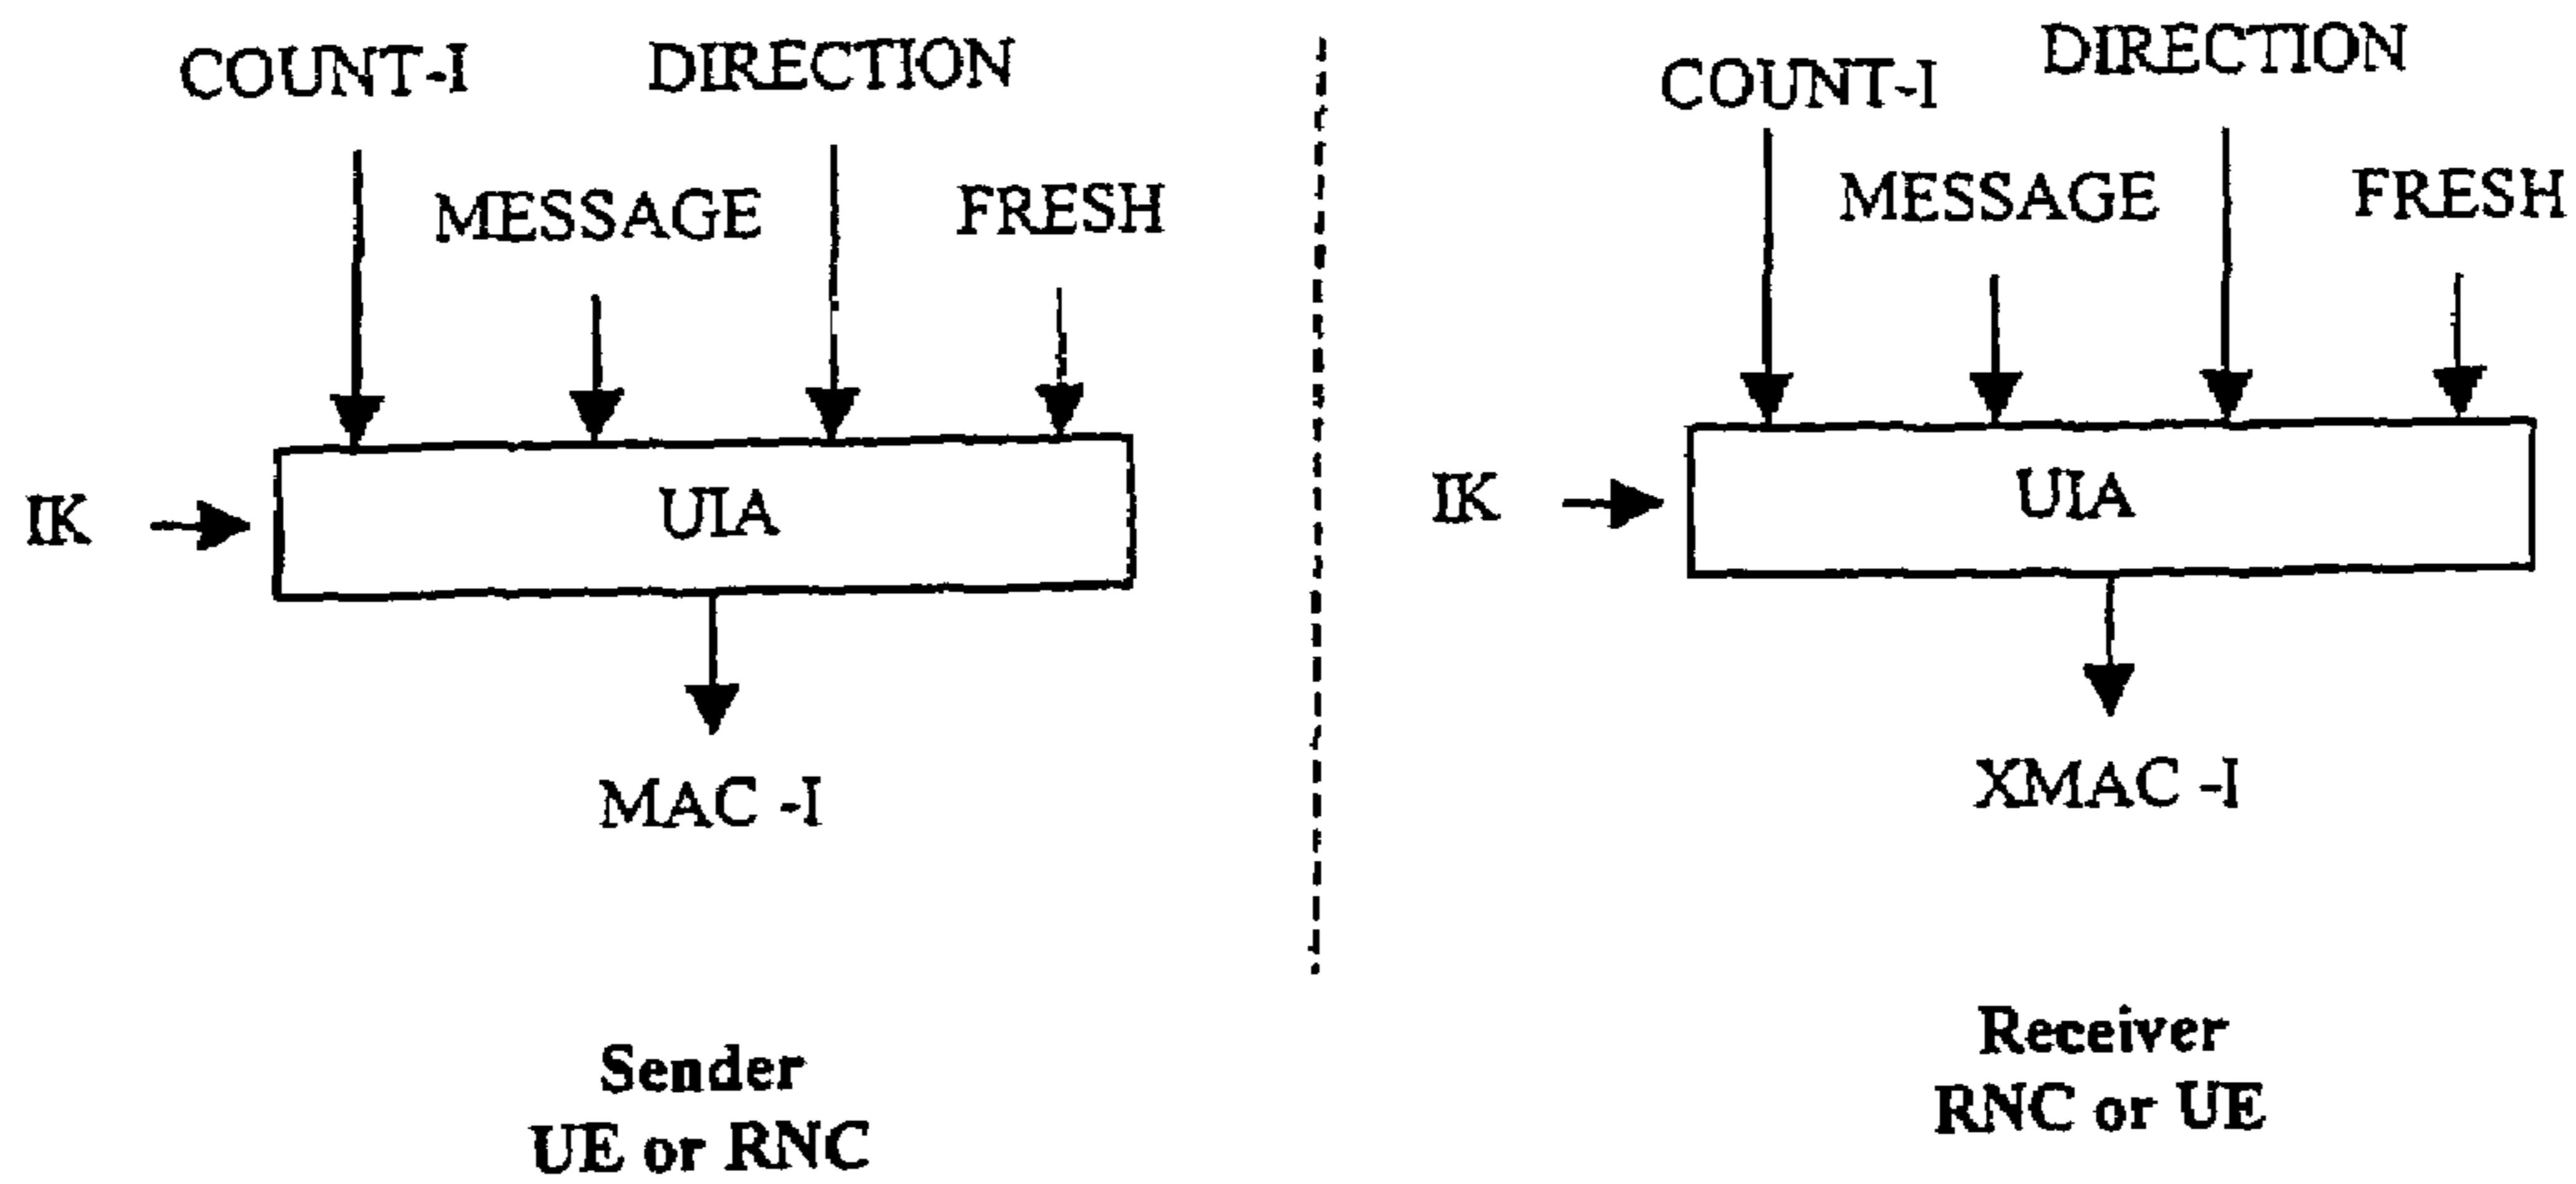 COUNT-I
DIRECTION
MESSAGE
FRESH
IK
UIA
MAC -I
Sender
UE or RNC
COUNT-I
DIRECTION
MESSAGE
FRESH
IK
UIA
XMAC -I
Receiver
RNC or UE